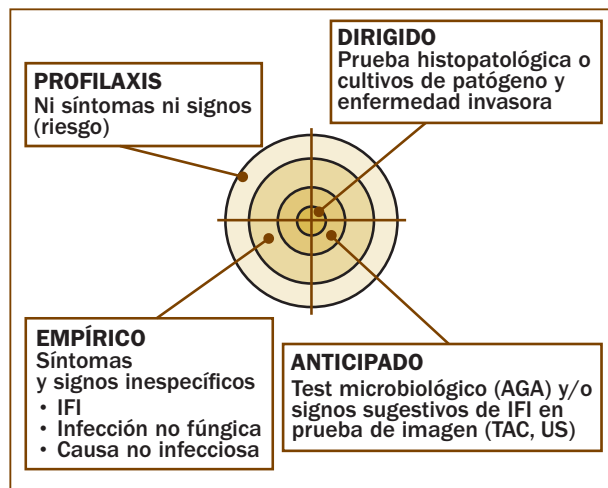 PROFILAXIS
Ni síntomas ni signos
(riesgo)
DIRIGIDO
Prueba histopatológica o
cultivos de patógeno y
enfermedad invasora
EMPÍRICO
Síntomas
y signos inespecíficos
• IFI
• Infección no fúngica
• Causa no infecciosa
ANTICIPADO
Test microbiológico (AGA) y/o
signos sugestivos de IFI en
prueba de imagen (TAC, US)